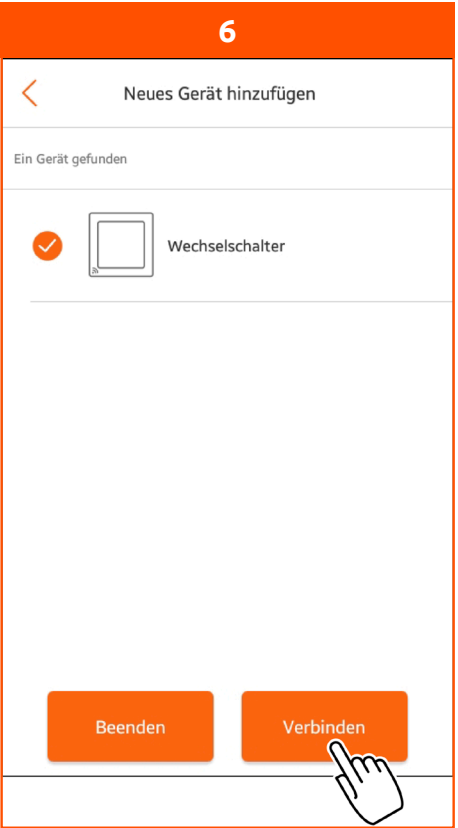 6
Neues Gerät hinzufügen
Ein Gerät gefunden
Wechselschalter
Beenden
Verbinden